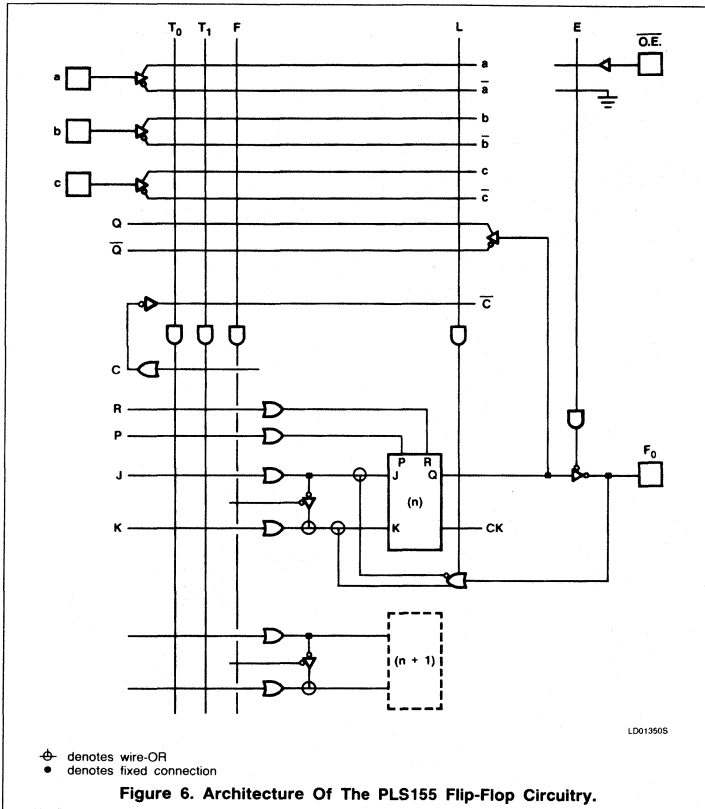 T0 T1 F L E
O.E.
a a
a
b b
b
c c
c
Q
Q
C
C
R
P
P R
J J Q
(n)
K K CK
F0
(n + 1)
LD01350S
denotes wire-OR
denotes fixed connection
Figure 6. Architecture Of The PLS155 Flip-Flop Circuitry.